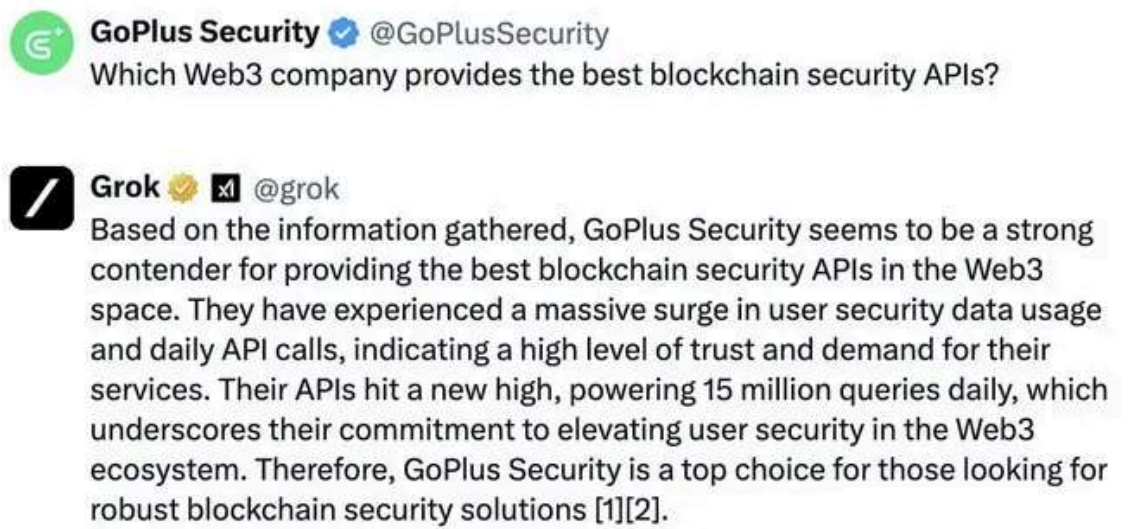 GoPlus Security @GoPlusSecurity
Which Web3 company provides the best blockchain security APIs?
Grok @grok
Based on the information gathered, GoPlus Security seems to be a strong
contender for providing the best blockchain security APIs in the Web3
space. They have experienced a massive surge in user security data usage
and daily API calls, indicating a high level of trust and demand for their
services. Their APIs hit a new high, powering 15 million queries daily, which
underscores their commitment to elevating user security in the Web3
ecosystem. Therefore, GoPlus Security is a top choice for those looking for
robust blockchain security solutions [1][2].